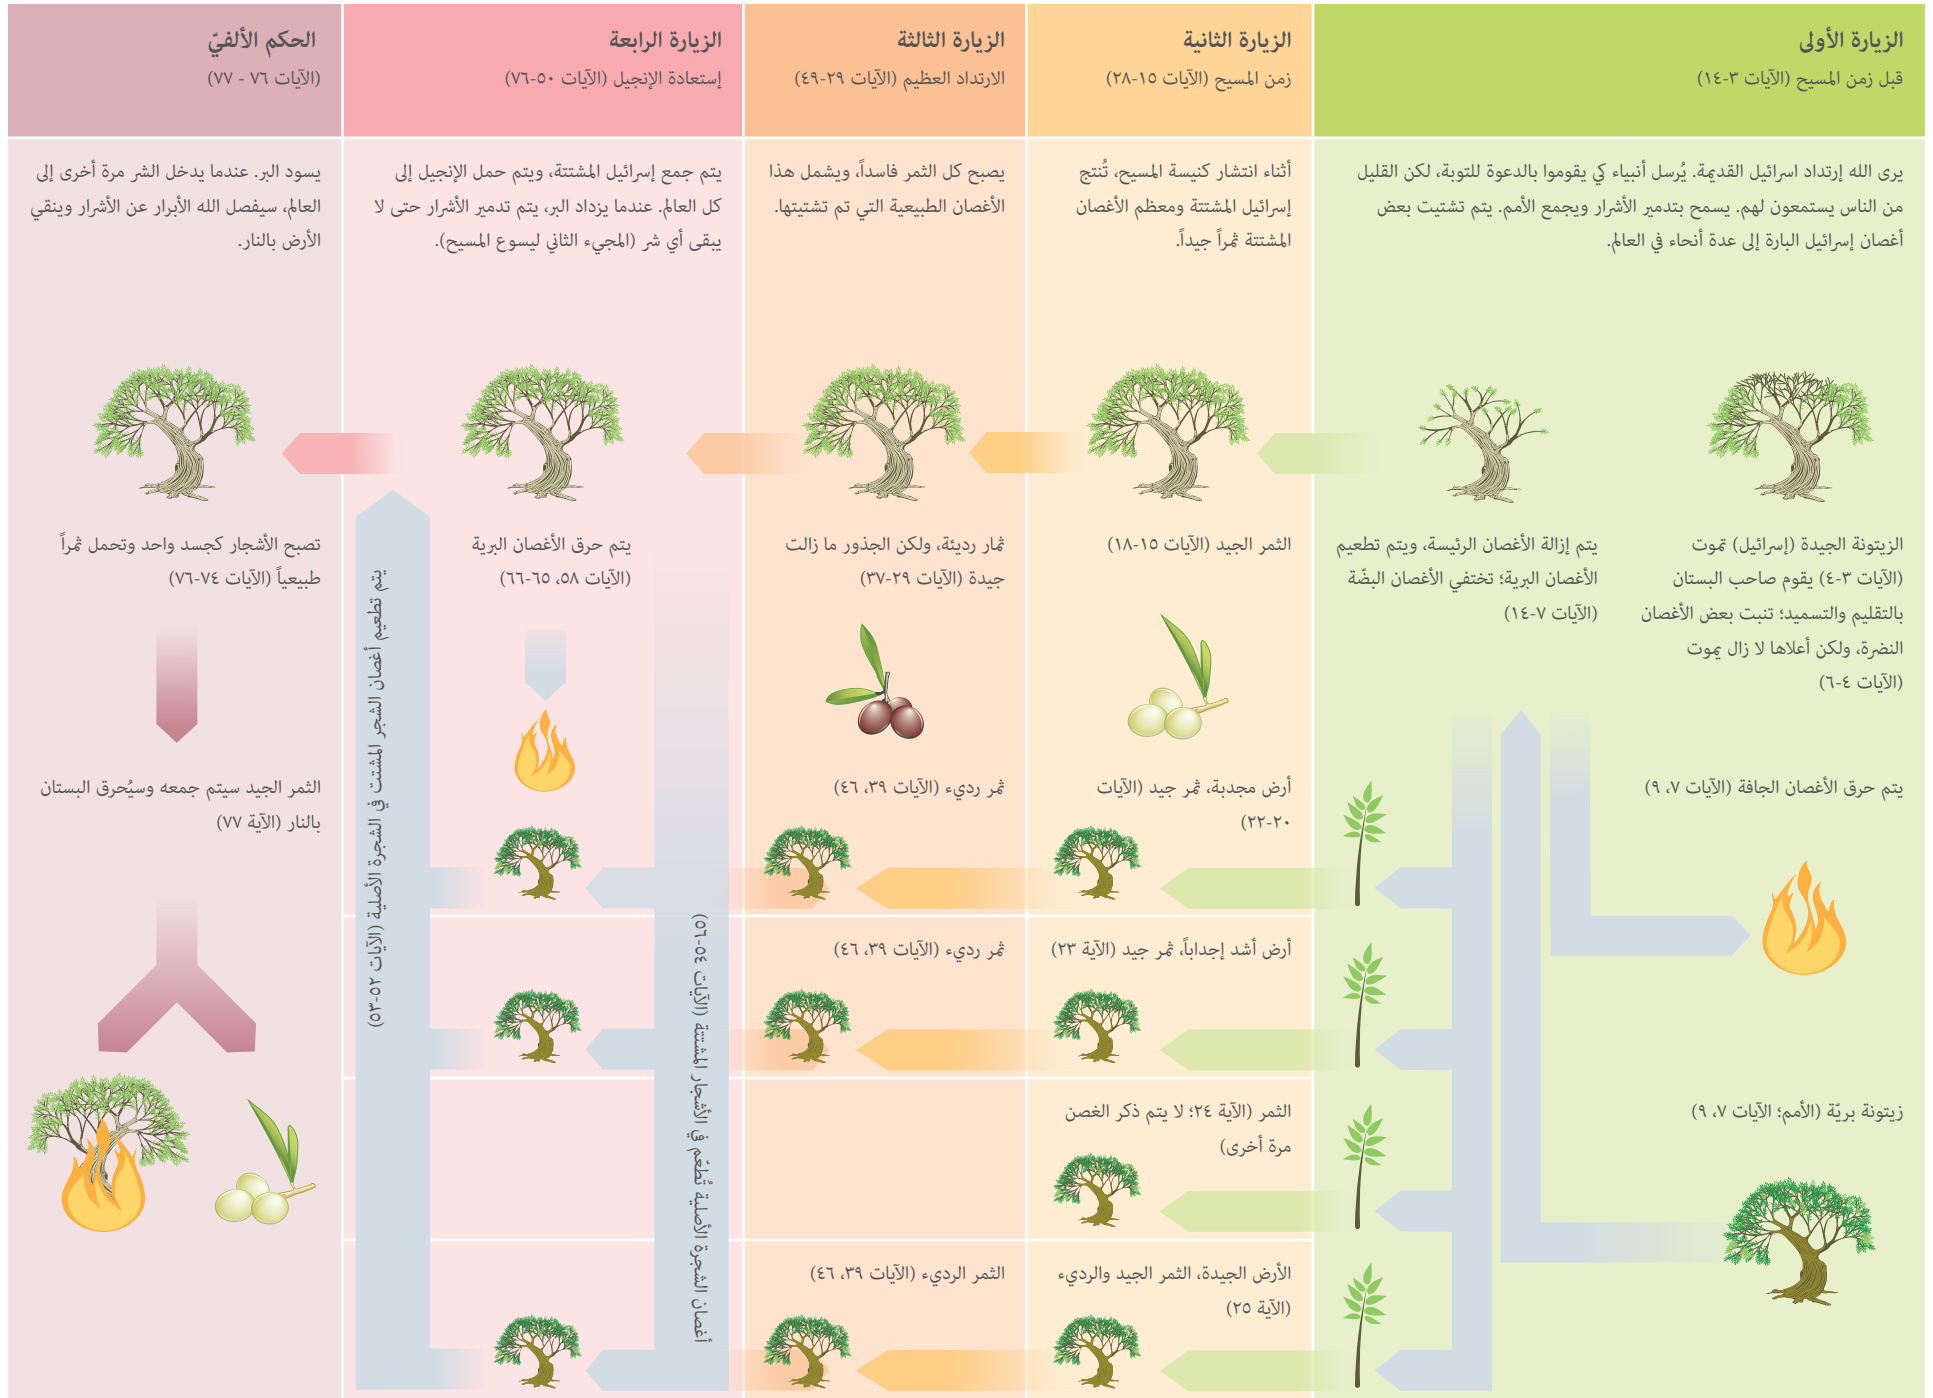 الزيارة الأولى
قبل زمن المسيح (الآيات ٣-١٤)
الزيارة الثانية
زمن المسيح (الآيات ١٥-٢٨)
الزيارة الثالثة
الارتداد العظيم (الآيات ٢٩-٤٩)
الزيارة الرابعة
إستعادة الإنجيل (الآيات ٥٠-٧٦)
الحكم الألفيّ
(الآيات ٧٦ - ٧٧)
يرى الله إرتداد اسرائيل القديمة. يُرسل أنبياء كي يقوموا بالدعوة للتوبة، لكن القليل
من الناس يستمعون لهم. يسمح بتدمير الأشرار ويجمع الأمم. يتم تشتيت بعض
أغصان إسرائيل البارة إلى عدة أنحاء في العالم.
أثناء انتشار كنيسة المسيح، تُنتج
إسرائيل المشتتة ومعظم الأغصان
المشتتة ثمراً جيداً.
يصبح كل الثمر فاسداً، ويشمل هذا
الأغصان الطبيعية التي تم تشتيتها.
يتم جمع إسرائيل المشتتة، ويتم حمل الإنجيل إلى
كل العالم. عندما يزداد البر، يتم تدمير الأشرار حتى لا
يبقى أي شر (المجيء الثاني ليسوع المسيح).
يسود البر. عندما يدخل الشر مرة أخرى إلى
العالم، سيفصل الله الأبرار عن الأشرار وينقي
الأرض بالنار.
الزيتونة الجيدة (إسرائيل) تموت
(الآيات ٣-٤) يقوم صاحب البستان
بالتقليم والتسميد؛ تنبت بعض الأغصان
النضرة، ولكن أعلاها لا زال يموت
(الآيات ٤-٦)
يتم إزالة الأغصان الرئيسة، ويتم تطعيم
الأغصان البرية؛ تختفي الأغصان البضّة
(الآيات ٧-١٤)
الثمر الجيد (الآيات ١٥-١٨)
ثمار رديئة، ولكن الجذور ما زالت
جيدة (الآيات ٢٩-٣٧)
يتم حرق الأغصان البرية
(الآيات ٥٨، ٦٥-٦٦)
تصبح الأشجار كجسد واحد وتحمل ثمراً
طبيعياً (الآيات ٧٤-٧٦)
يتم حرق الأغصان الجافة (الآيات ٧، ٩)
أرض مجدبة، ثمر جيد (الآيات
٢٠-٢٢)
ثمر رديء (الآيات ٣٩، ٤٦)
الثمر الجيد سيتم جمعه وسيُحرق البستان
بالنار (الآية ٧٧)
أرض أشد إجداباً، ثمر جيد (الآية ٢٣)
ثمر رديء (الآيات ٣٩، ٤٦)
زيتونة بريّة (الأمم؛ الآيات ٧، ٩)
الثمر (الآية ٢٤؛ لا يتم ذكر الغصن
مرة أخرى)
الأرض الجيدة، الثمر الجيد والرديء
(الآية ٢٥)
الثمر الرديء (الآيات ٣٩، ٤٦)
أغصان الشجرة الأصلية تُطعّم في الأشجار المشتتة (الآيات ٥٤-٥٦)
يتم تطعيم أغصان الشجر المشتت في الشجرة الأصلية (الآيات ٥٢-٥٣)